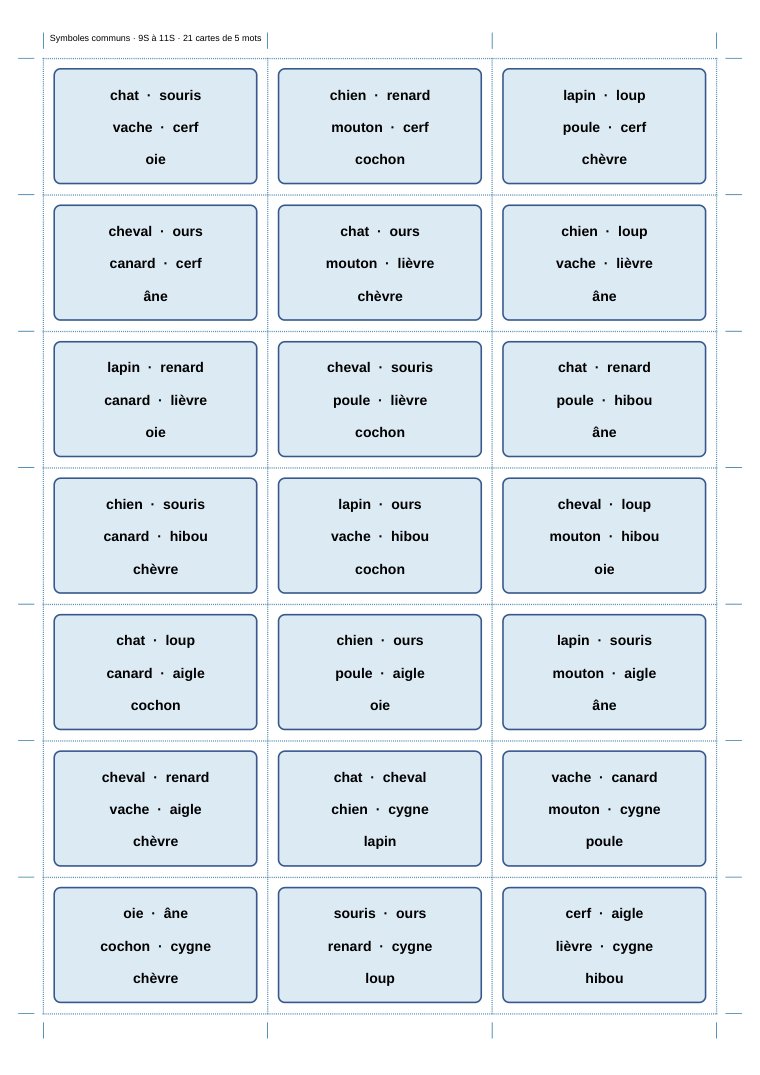 Symboles communs · 9S à 11S · 21 cartes de 5 mots
chat · souris
vache · cerf
oie
chien · renard
mouton · cerf
cochon
lapin · loup
poule · cerf
chèvre
cheval · ours
canard · cerf
âne
chat · ours
mouton · lièvre
chèvre
chien · loup
vache · lièvre
âne
lapin · renard
canard · lièvre
oie
cheval · souris
poule · lièvre
cochon
chat · renard
poule · hibou
âne
chien · souris
canard · hibou
chèvre
lapin · ours
vache · hibou
cochon
cheval · loup
mouton · hibou
oie
chat · loup
canard · aigle
cochon
chien · ours
poule · aigle
oie
lapin · souris
mouton · aigle
âne
cheval · renard
vache · aigle
chèvre
chat · cheval
chien · cygne
lapin
vache · canard
mouton · cygne
poule
oie · âne
cochon · cygne
chèvre
souris · ours
renard · cygne
loup
cerf · aigle
lièvre · cygne
hibou